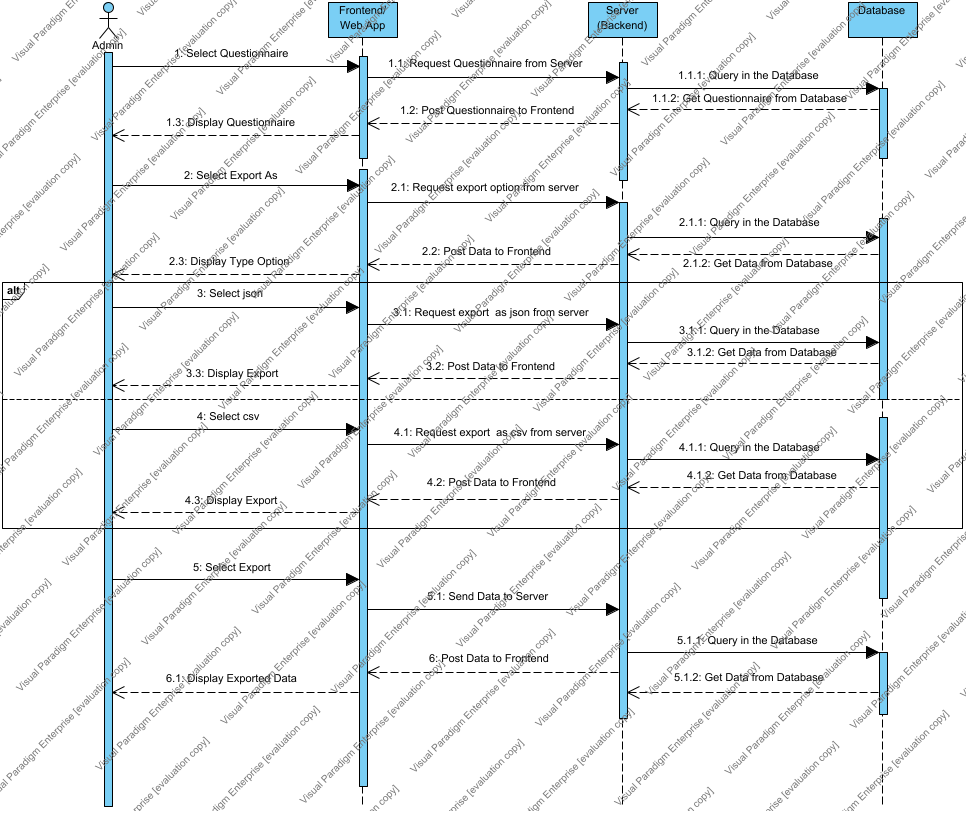 Admin
Frontend/
Web App
Server
(Backend)
Database
1: Select Questionnaire
1.1: Request Questionnaire from Server
1.1.1: Query in the Database
1.1.2: Get Questionnaire from Database
1.2: Post Questionnaire to Frontend
1.3: Display Questionnaire
2: Select Export As
2.1: Request export option from server
2.1.1: Query in the Database
2.1.2: Get Data from Database
2.2: Post Data to Frontend
2.3: Display Type Option
alt
3: Select json
3.1: Request export  as json from server
3.1.1: Query in the Database
3.1.2: Get Data from Database
3.2: Post Data to Frontend
3.3: Display Export
4: Select csv
4.1: Request export  as csv from server
4.1.1: Query in the Database
4.1.2: Get Data from Database
4.2: Post Data to Frontend
4.3: Display Export
5: Select Export
5.1: Send Data to Server
5.1.1: Query in the Database
5.1.2: Get Data from Database
6: Post Data to Frontend
6.1: Display Exported Data
Visual Paradigm Enterprise [evaluation copy]